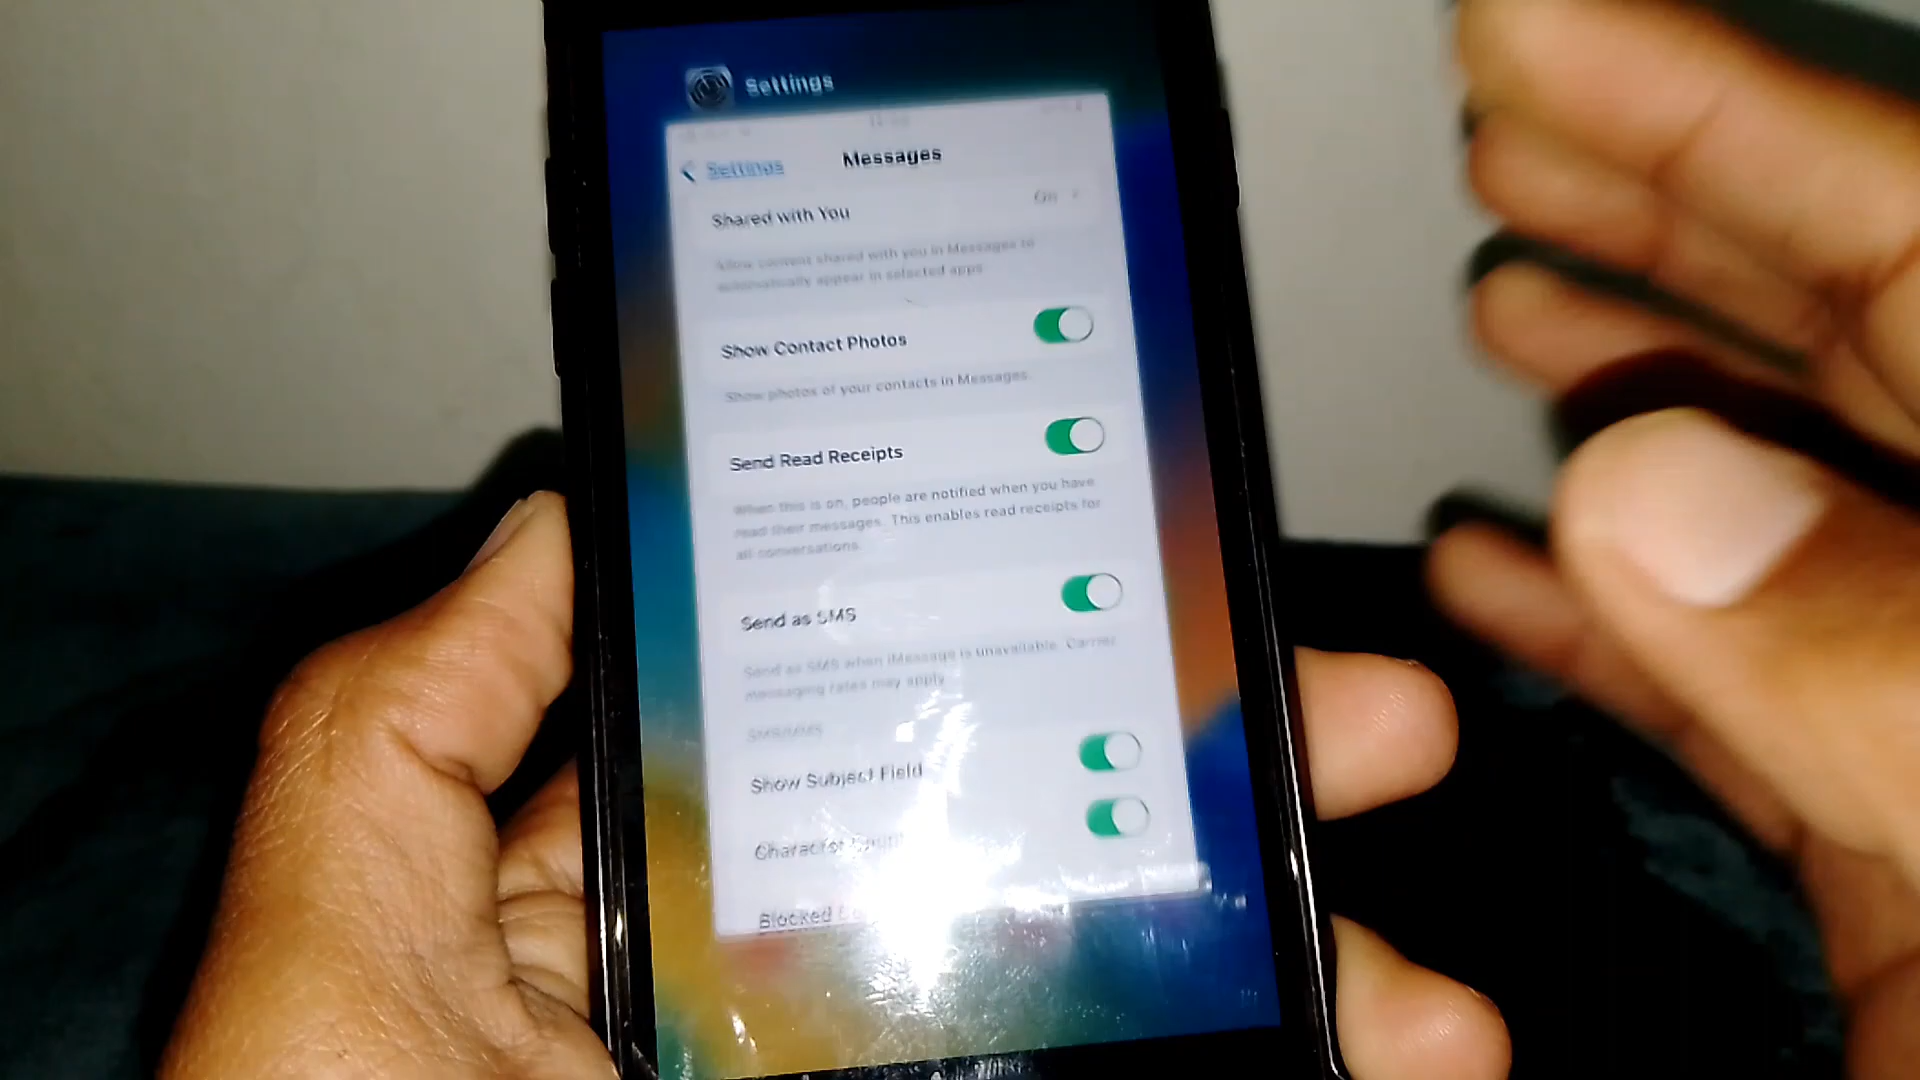 Settings
Settings
Messages
Shared with You
On
Allow content shared with you in Messages to
automatically appear in selected apps
Show Contact Photos
Show photos of your contacts in Messages.
Send Read Receipts
When this is on, people are notified when you have
read their messages. This enables read receipts for
all conversations.
Send as SMS
Send as SMS when iMessage is unavailable. Carrier
messaging rates may apply.
SMS/MMS
Show Subject Field
Character
Blocked